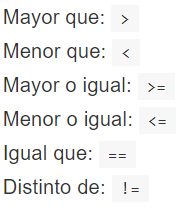 Mayor que: >
Menor que: <
Mayor o igual: >=
Menor o igual: <=
Igual que: ==
Distinto de: !=